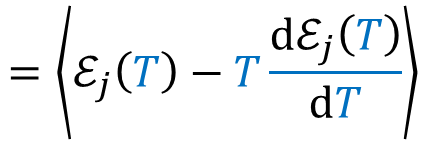 = ⟨ℰⱼ(T) − T dℰⱼ(T)/dT⟩